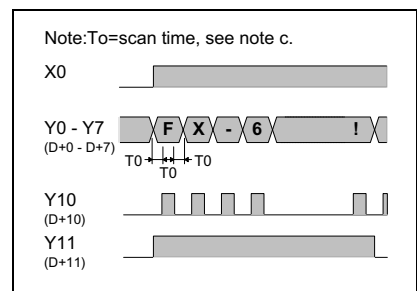 Note:To=scan time, see note c.
X0
Y0 - Y7 F X - 6 !
(D+0 - D+7)
T0 T0
T0
Y10
(D+10)
Y11
(D+11)